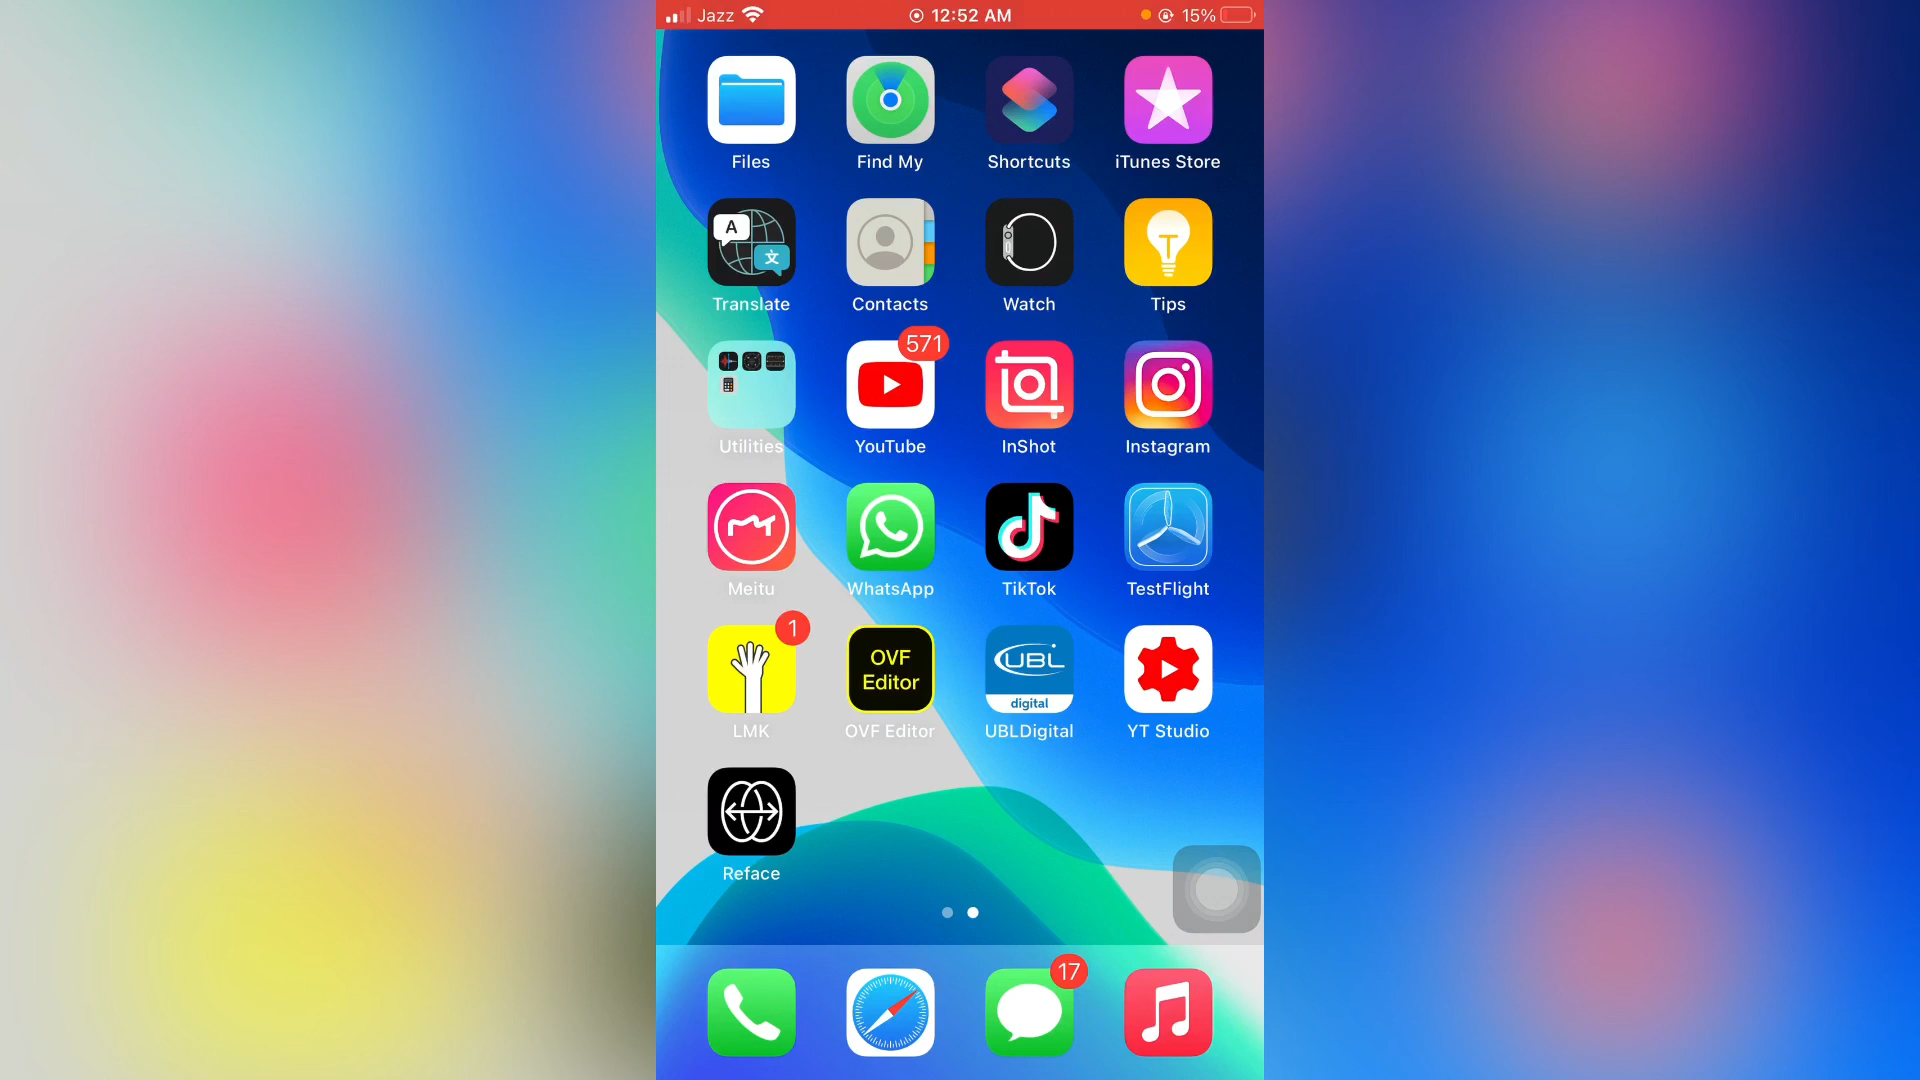 Jazz 12:52 AM 15%
Files Find My Shortcuts iTunes Store
A 文
Translate Contacts Watch Tips
571
Utilities YouTube InShot Instagram
Meitu WhatsApp TikTok TestFlight
1
OVF
Editor
UBL
digital
LMK OVF Editor UBLDigital YT Studio
Reface
17